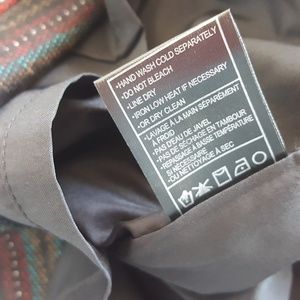 •HAND WASH COLD SEPARATELY
•DO NOT BLEACH
•LINE DRY
•IRON LOW HEAT IF NECESSARY
•OR DRY CLEAN
•LAVAGE À LA MAIN SÉPARÉMENT
À FROID
•PAS D'EAU DE JAVEL
•PAS DE SÉCHAGE EN TAMBOUR
•REPASSAGE À BASSE TEMPÉRATURE
SI NÉCESSAIRE
•OU NETTOYAGE À SEC